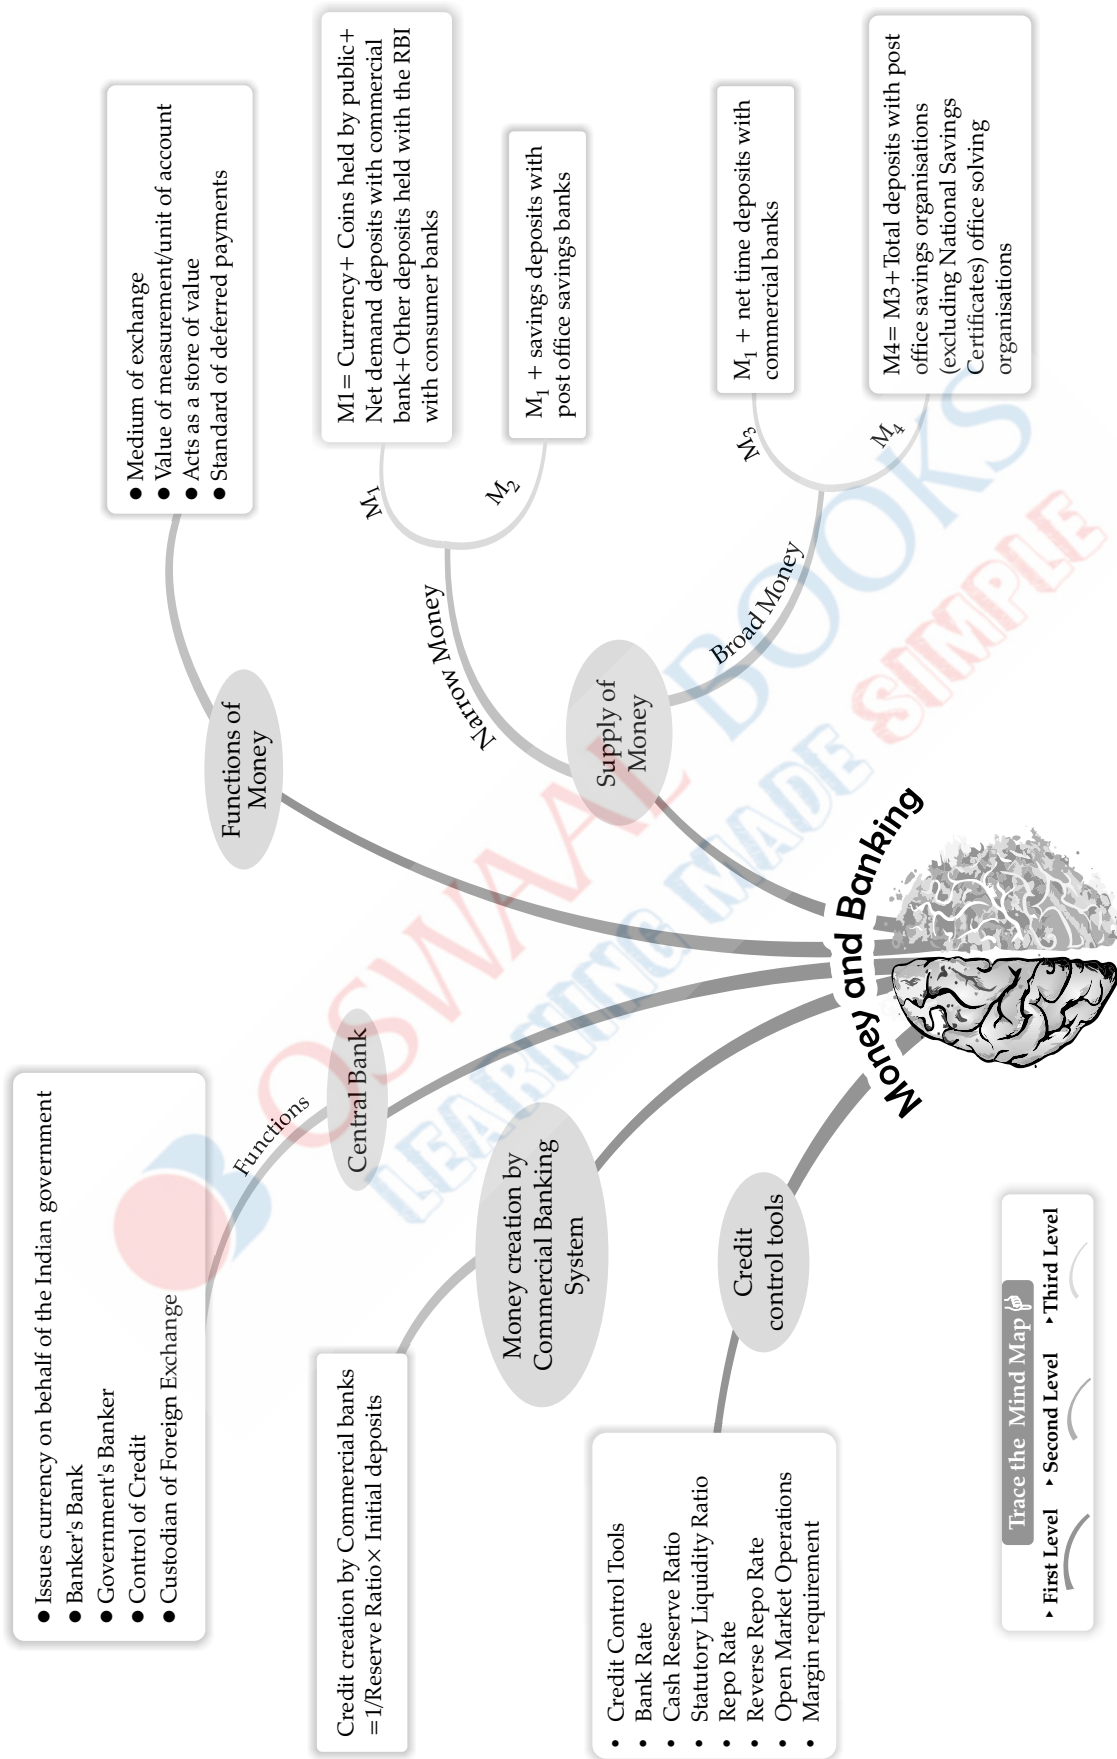 Money and Banking
Functions of
Money
● Medium of exchange
● Value of measurement/unit of account
● Acts as a store of value
● Standard of deferred payments
Supply of
Money
Narrow Money
M1
M1= Currency+ Coins held by public+
Net demand deposits with commercial
bank+Other deposits held with the RBI
with consumer banks
M2
M1 + savings deposits with
post office savings banks
Broad Money
M3
M1 + net time deposits with
commercial banks
M4
M4= M3+Total deposits with post
office savings organisations
(excluding National Savings
Certificates) office solving
organisations
Central Bank
Functions
● Issues currency on behalf of the Indian government
● Banker's Bank
● Government's Banker
● Control of Credit
● Custodian of Foreign Exchange
Money creation by
Commercial Banking
System
Credit creation by Commercial banks
=1/Reserve Ratio× Initial deposits
Credit
control tools
• Credit Control Tools
• Bank Rate
• Cash Reserve Ratio
• Statutory Liquidity Ratio
• Repo Rate
• Reverse Repo Rate
• Open Market Operations
• Margin requirement
Trace the Mind Map
▸ First Level ▸ Second Level ▸ Third Level
OSWAAL BOOKS
LEARNING MADE SIMPLE